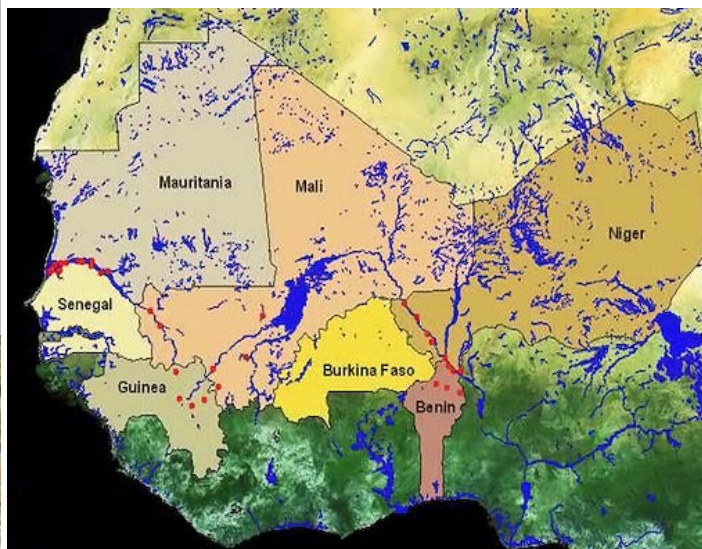 Mauritania
Mali
Niger
Senegal
Guinea
Burkina Faso
Benin